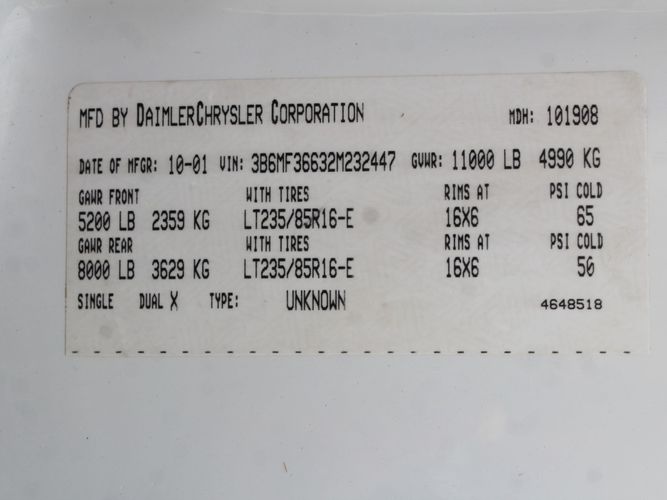 MFD BY DAIMLERCHRYSLER CORPORATION MDH: 101908
DATE OF MFGR: 10-01 VIN: 3B6MF36632M232447 GVWR: 11000 LB 4990 KG
GAWR FRONT WITH TIRES RIMS AT PSI COLD
5200 LB 2359 KG LT235/85R16-E 16X6 65
GAWR REAR WITH TIRES RIMS AT PSI COLD
8000 LB 3629 KG LT235/85R16-E 16X6 50
SINGLE DUAL X TYPE: UNKNOWN 4648518